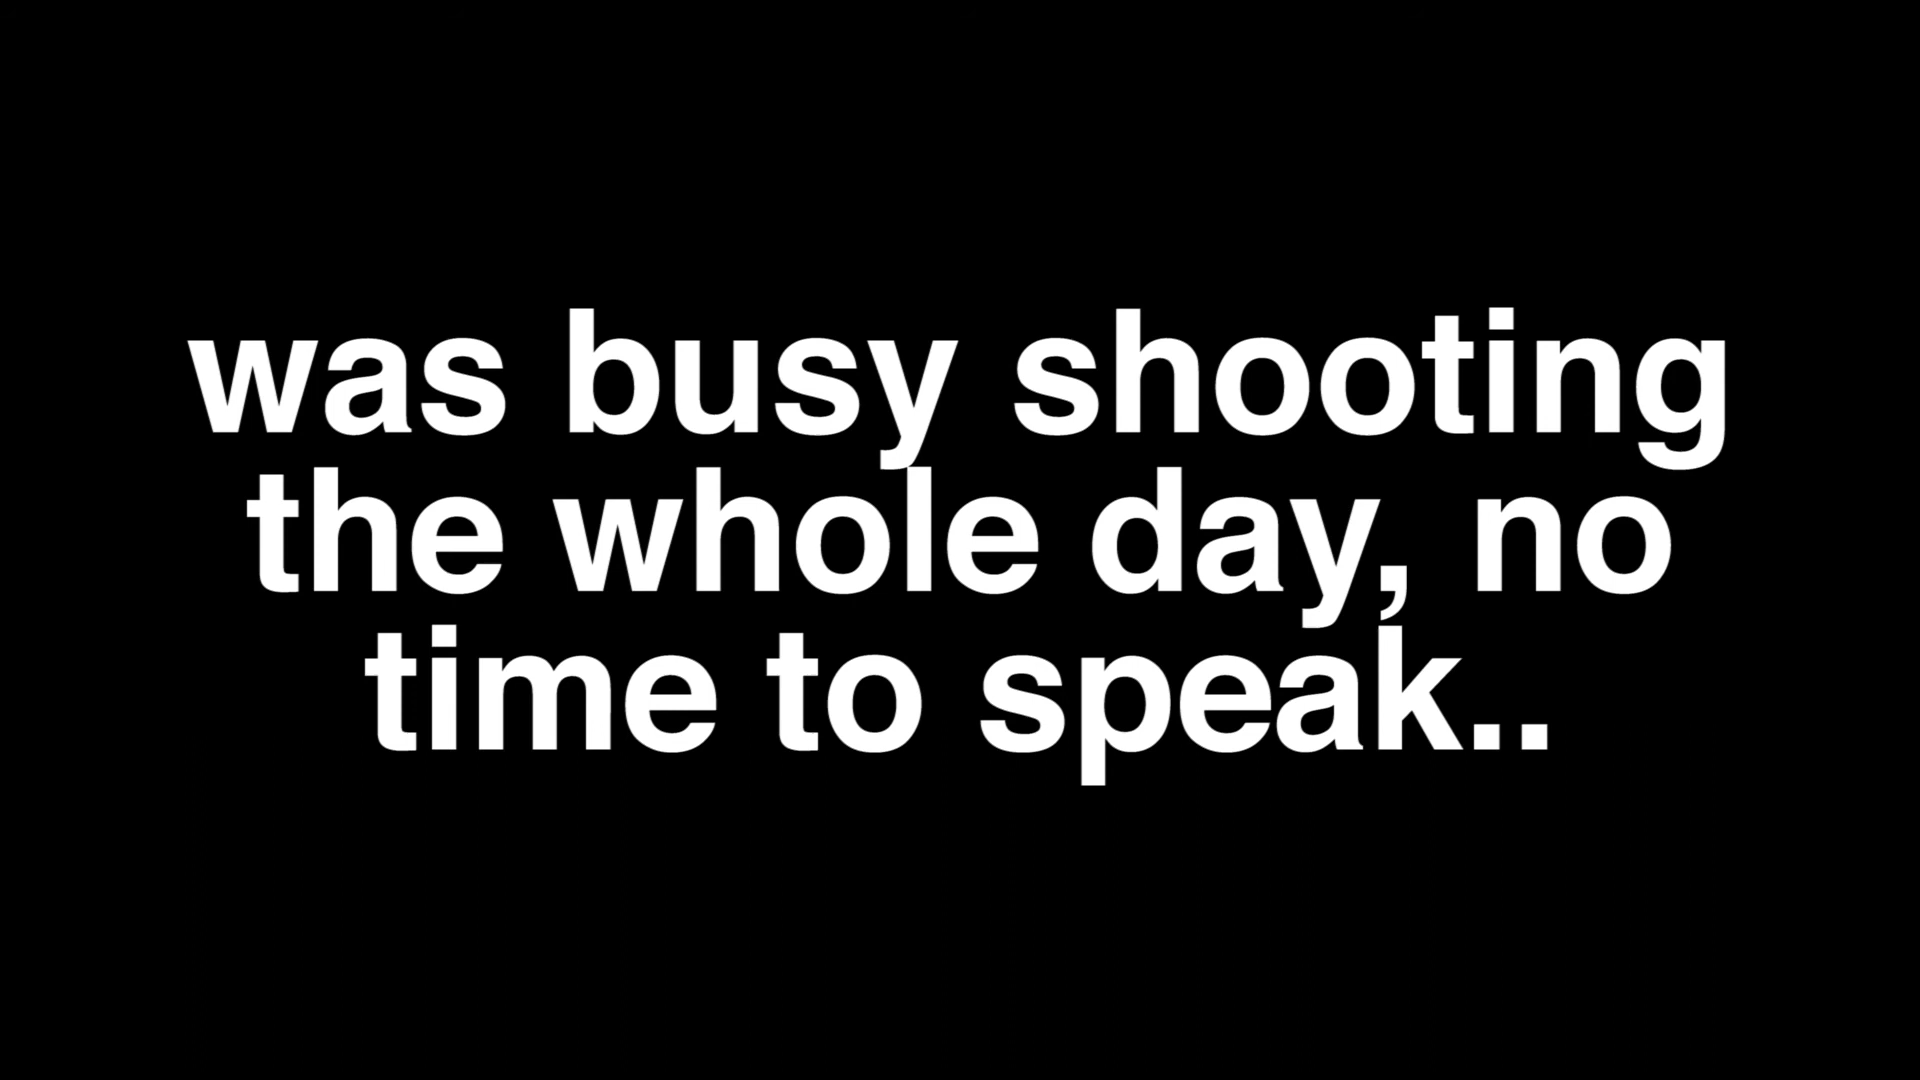 was busy shooting
the whole day, no
time to speak..